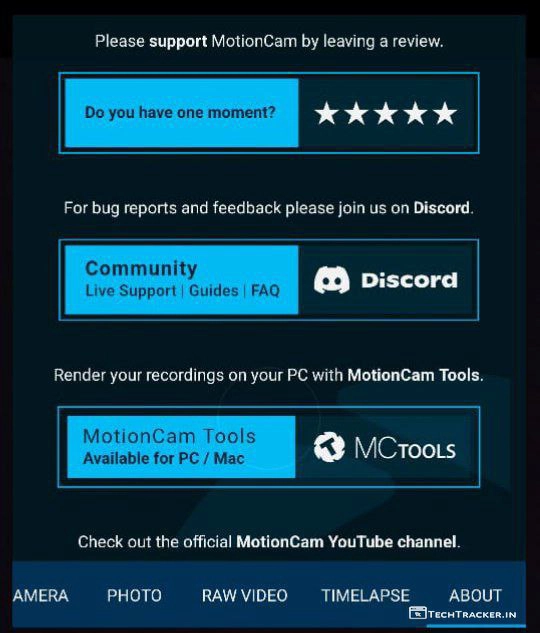 Please support MotionCam by leaving a review.
Do you have one moment?
For bug reports and feedback please join us on Discord.
Community
Live Support | Guides | FAQ
Discord
Render your recordings on your PC with MotionCam Tools.
MotionCam Tools
Available for PC / Mac
MCTOOLS
Check out the official MotionCam YouTube channel.
AMERA PHOTO RAW VIDEO TIMELAPSE ABOUT
TECHTRACKER.IN